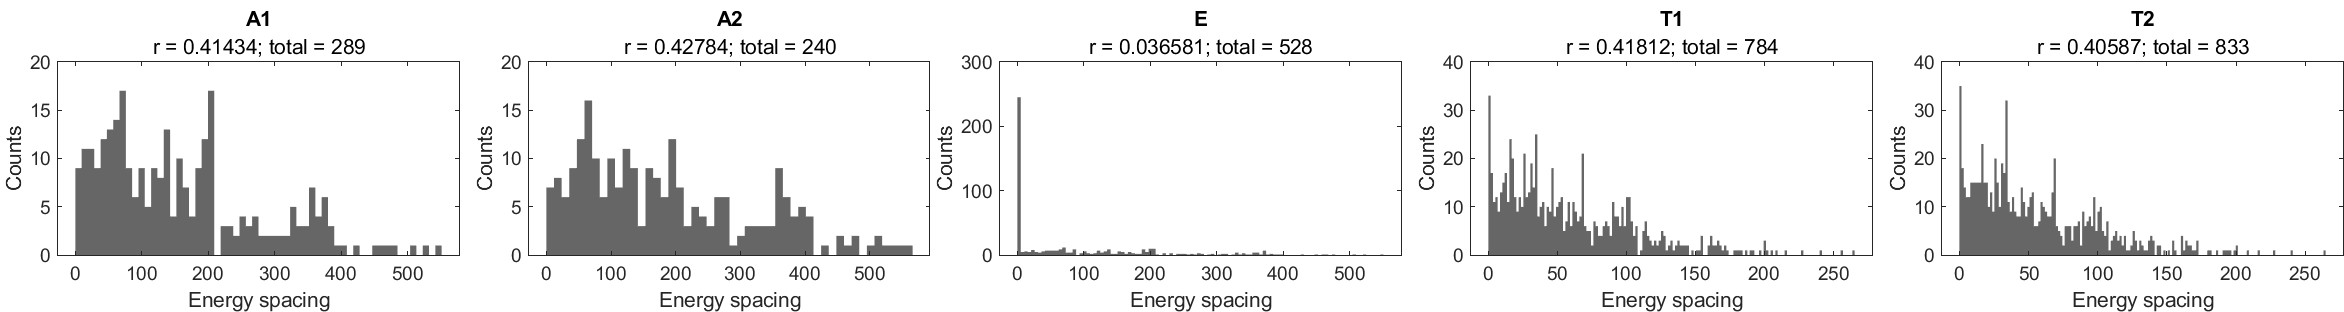 A1
r = 0.41434; total = 289
20
15
10
5
0
Counts
0 100 200 300 400 500
Energy spacing
A2
r = 0.42784; total = 240
20
15
10
5
0
Counts
0 100 200 300 400 500
Energy spacing
E
r = 0.036581; total = 528
300
200
100
0
Counts
0 100 200 300 400 500
Energy spacing
T1
r = 0.41812; total = 784
40
30
20
10
0
Counts
0 50 100 150 200 250
Energy spacing
T2
r = 0.40587; total = 833
40
30
20
10
0
Counts
0 50 100 150 200 250
Energy spacing